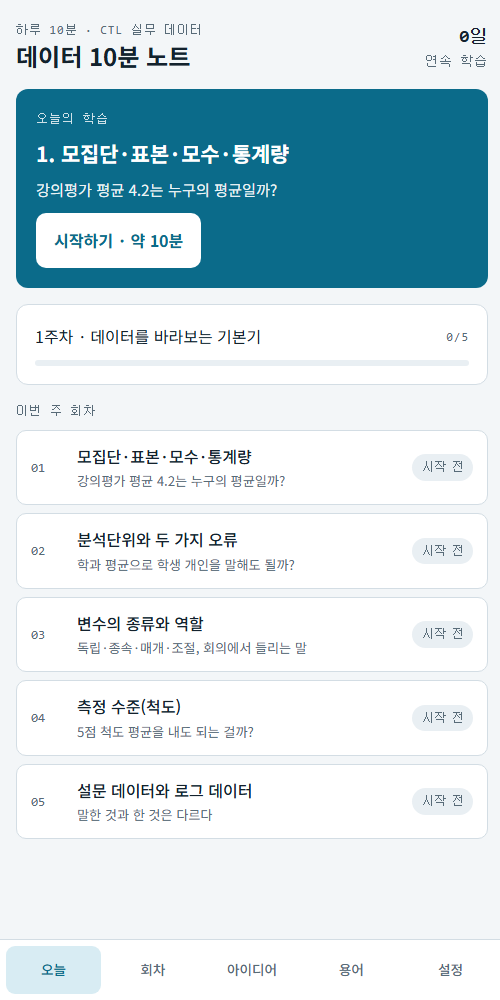 하루 10분 · CTL 실무 데이터
데이터 10분 노트
0일
연속 학습
오늘의 학습
1. 모집단·표본·모수·통계량
강의평가 평균 4.2는 누구의 평균일까?
시작하기 · 약 10분
1주차 · 데이터를 바라보는 기본기
0/5
이번 주 회차
01
모집단·표본·모수·통계량
강의평가 평균 4.2는 누구의 평균일까?
시작 전
02
분석단위와 두 가지 오류
학과 평균으로 학생 개인을 말해도 될까?
시작 전
03
변수의 종류와 역할
독립·종속·매개·조절, 회의에서 들리는 말
시작 전
04
측정 수준(척도)
5점 척도 평균을 내도 되는 걸까?
시작 전
05
설문 데이터와 로그 데이터
말한 것과 한 것은 다르다
시작 전
오늘
회차
아이디어
용어
설정